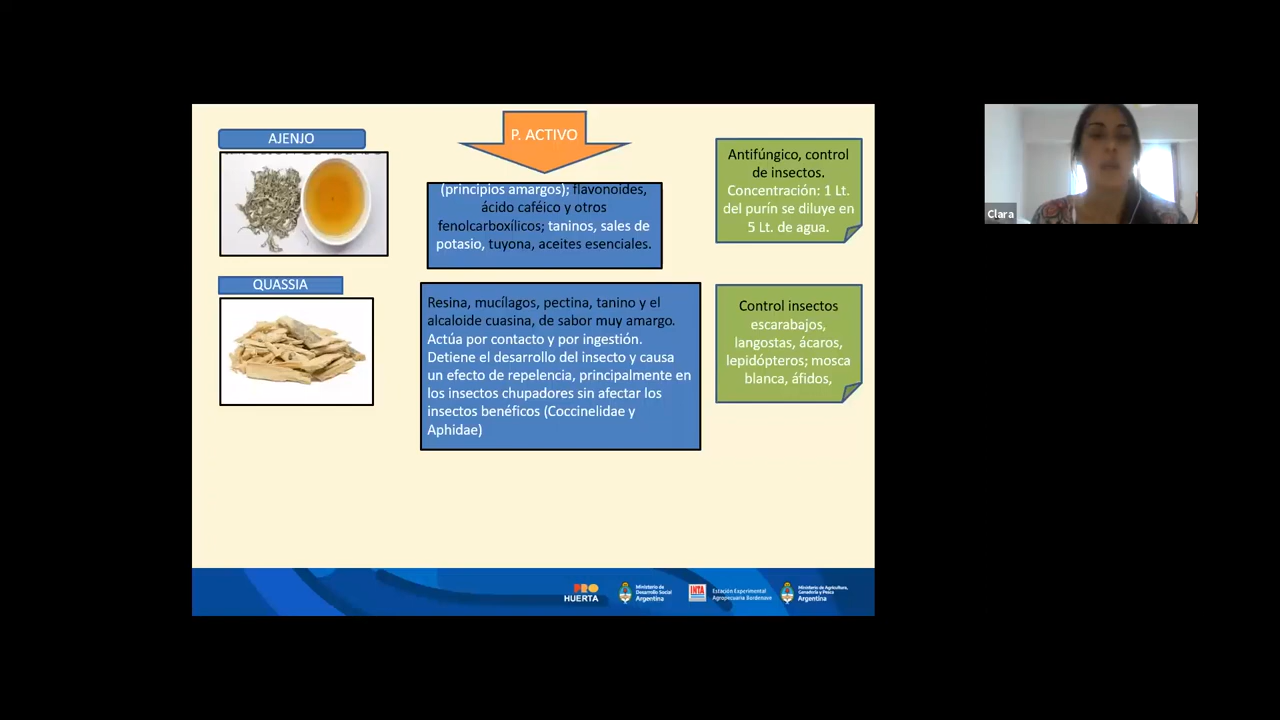 AJENJO
P. ACTIVO
(principios amargos); flavonoides,
ácido caféico y otros
fenolcarboxílicos; taninos, sales de
potasio, tuyona, aceites esenciales.
Antifúngico, control
de insectos.
Concentración: 1 Lt.
del purín se diluye en
5 Lt. de agua.
QUASSIA
Resina, mucílagos, pectina, tanino y el
alcaloide cuasina, de sabor muy amargo.
Actúa por contacto y por ingestión.
Detiene el desarrollo del insecto y causa
un efecto de repelencia, principalmente en
los insectos chupadores sin afectar los
insectos benéficos (Coccinelidae y
Aphidae)
Control insectos
escarabajos,
langostas, ácaros,
lepidópteros; mosca
blanca, áfidos,
Clara
PRO
HUERTA
Ministerio de
Desarrollo Social
Argentina
INTA
Estación Experimental
Agropecuaria Bordenave
Ministerio de Agricultura,
Ganadería y Pesca
Argentina